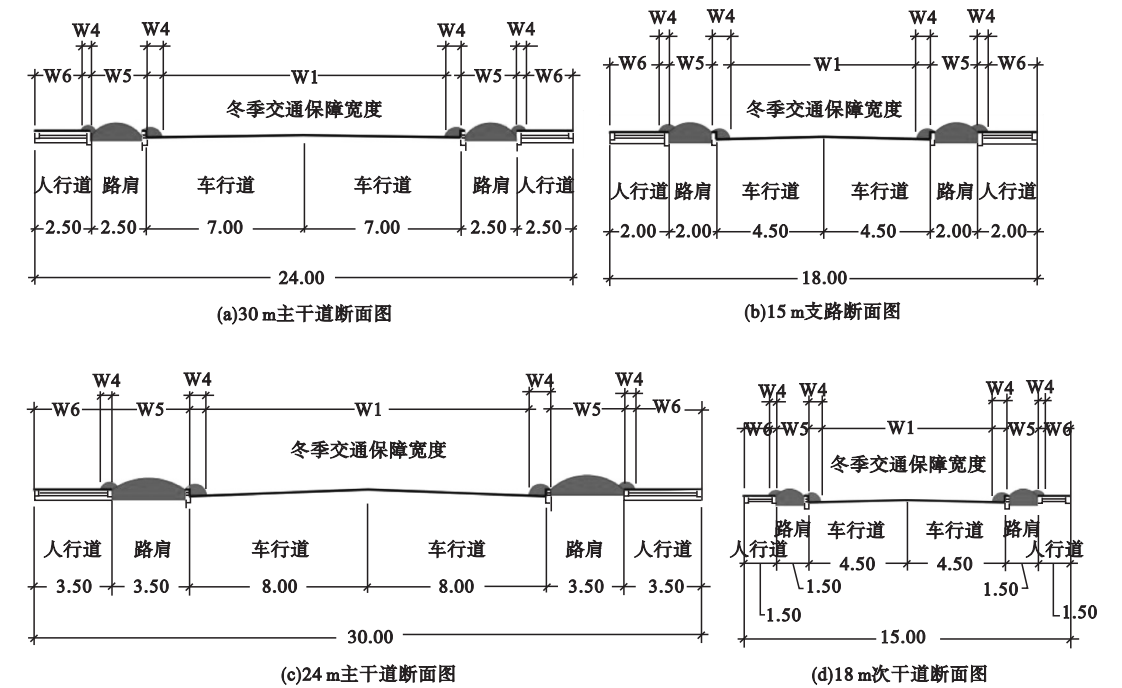 W4 W4 W4 W4
W6 W5 W1 W5 W6
冬季交通保障宽度
人行道 路肩 车行道 车行道 路肩 人行道
2.50 2.50 7.00 7.00 2.50 2.50
24.00
(a)30 m主干道断面图
W4 W4 W4 W4
W6 W5 W1 W5 W6
冬季交通保障宽度
人行道 路肩 车行道 车行道 路肩 人行道
2.00 2.00 4.50 4.50 2.00 2.00
18.00
(b)15 m支路断面图
W4 W4 W4 W4
W6 W5 W1 W5 W6
冬季交通保障宽度
人行道 路肩 车行道 车行道 路肩 人行道
3.50 3.50 8.00 8.00 3.50 3.50
30.00
(c)24 m主干道断面图
W4 W4 W4 W4
W6 W5 W1 W5 W6
冬季交通保障宽度
路肩 车行道 车行道 路肩
人行道 人行道
4.50 4.50
1.50 1.50
1.50 1.50
15.00
(d)18 m次干道断面图